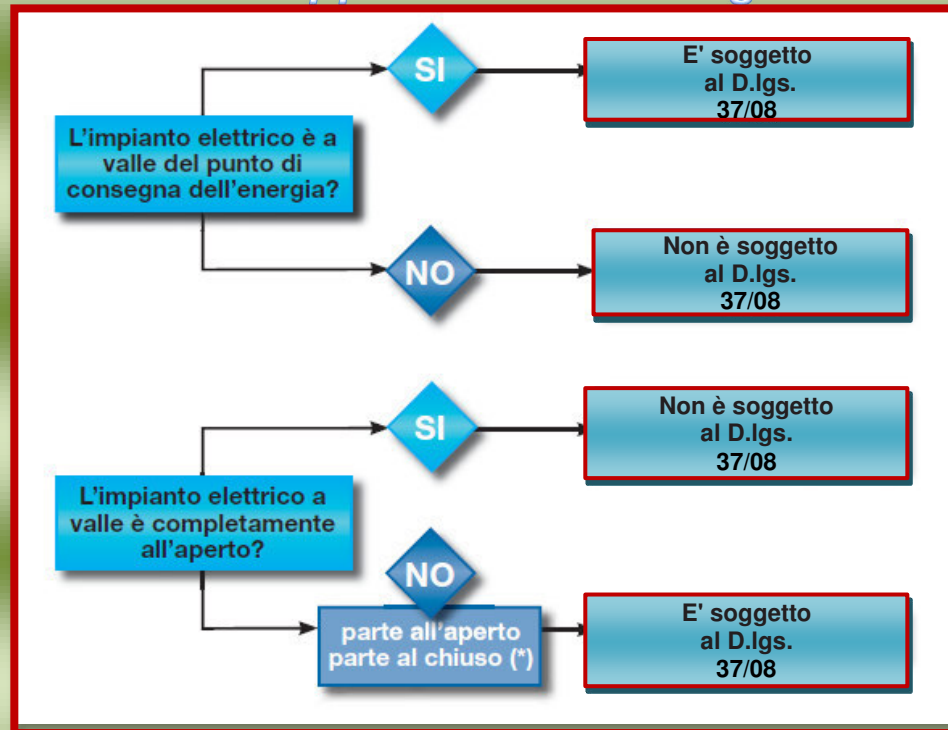 L'impianto elettrico è a
valle del punto di
consegna dell'energia?
SI
E' soggetto
al D.lgs.
37/08
NO
Non è soggetto
al D.lgs.
37/08
L'impianto elettrico a
valle è completamente
all'aperto?
SI
Non è soggetto
al D.lgs.
37/08
NO
parte all'aperto
parte al chiuso (*)
E' soggetto
al D.lgs.
37/08